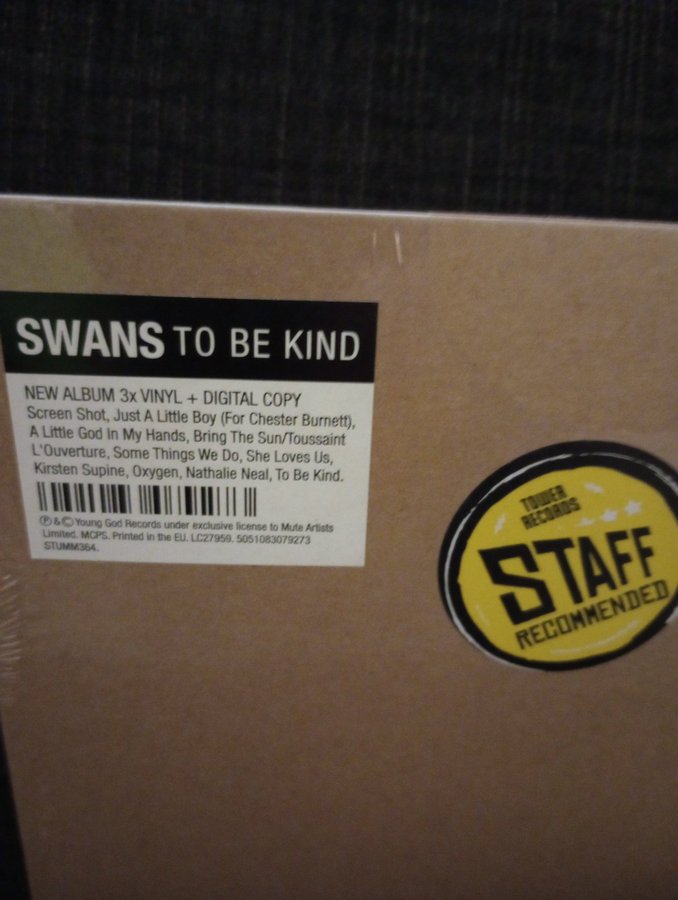 SWANS TO BE KIND
NEW ALBUM 3x VINYL + DIGITAL COPY
Screen Shot, Just A Little Boy (For Chester Burnett),
A Little God In My Hands, Bring The Sun/Toussaint
L'Ouverture, Some Things We Do, She Loves Us,
Kirsten Supine, Oxygen, Nathalie Neal, To Be Kind.
℗ & © Young God Records under exclusive license to Mute Artists
Limited. MCPS. Printed in the EU. LC27959. 5051083079273
STUMM364.
TOWER
RECORDS
STAFF
RECOMMENDED